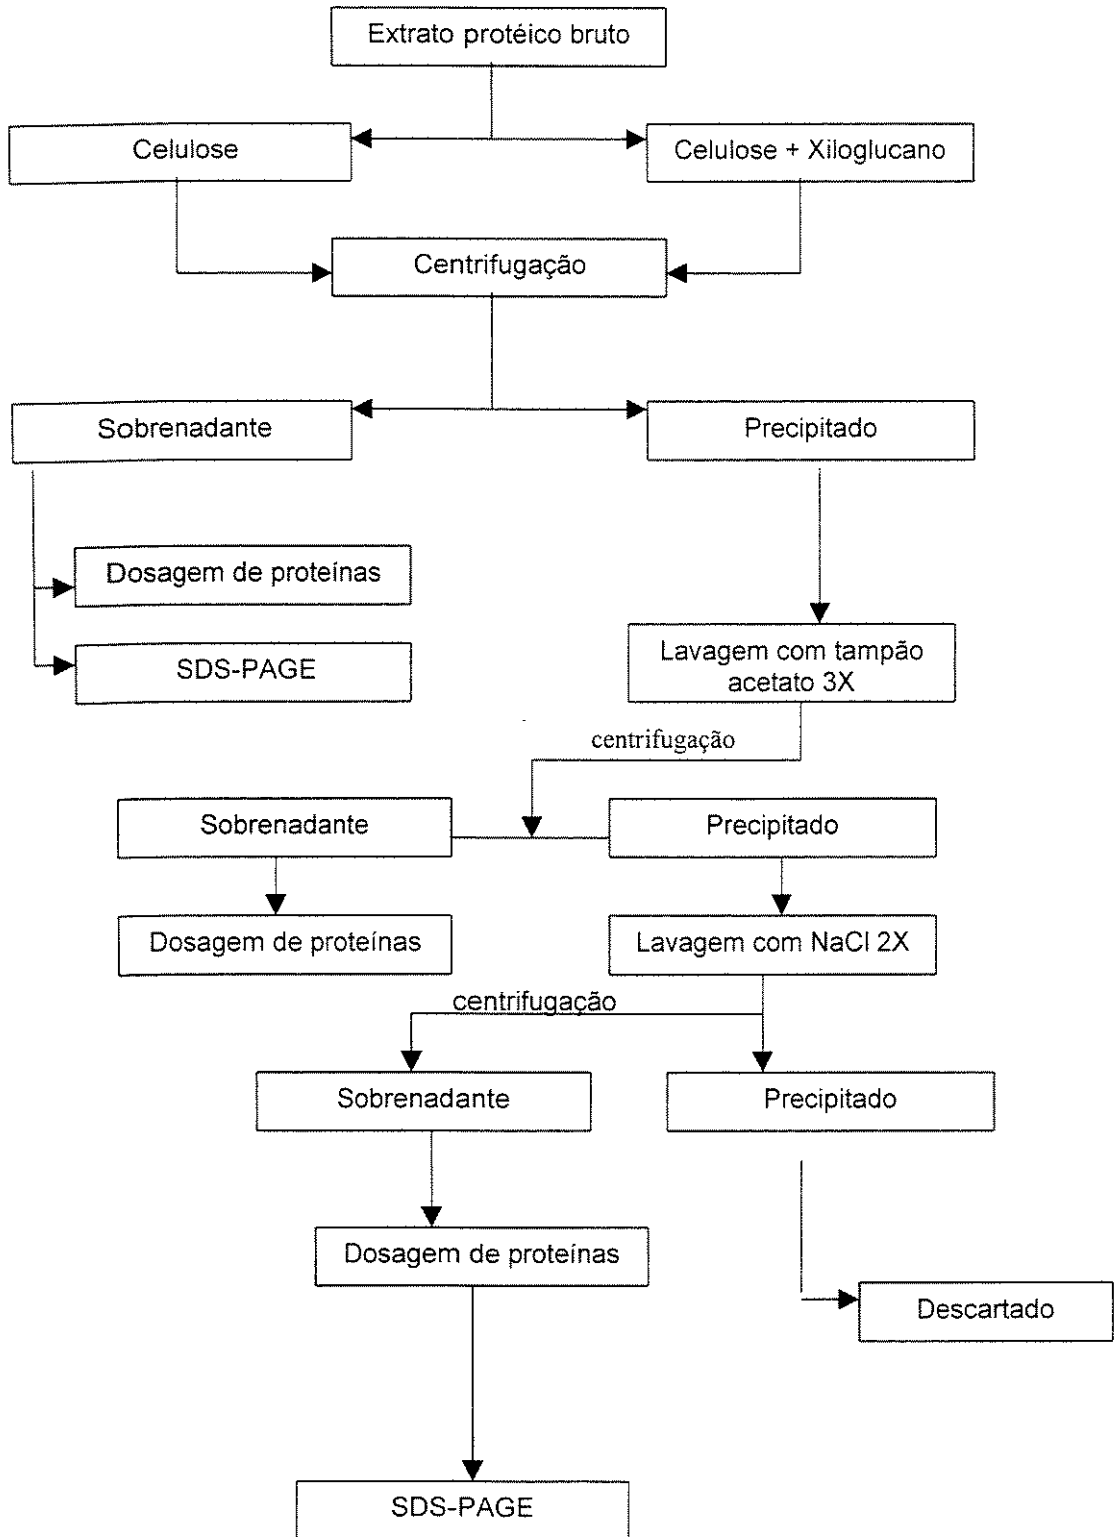 Extrato protéico bruto
Celulose
Celulose + Xiloglucano
Centrifugação
Sobrenadante
Precipitado
Dosagem de proteínas
SDS-PAGE
Lavagem com tampão
acetato 3X
centrifugação
Sobrenadante
Precipitado
Dosagem de proteínas
Lavagem com NaCl 2X
centrifugação
Sobrenadante
Precipitado
Dosagem de proteínas
Descartado
SDS-PAGE